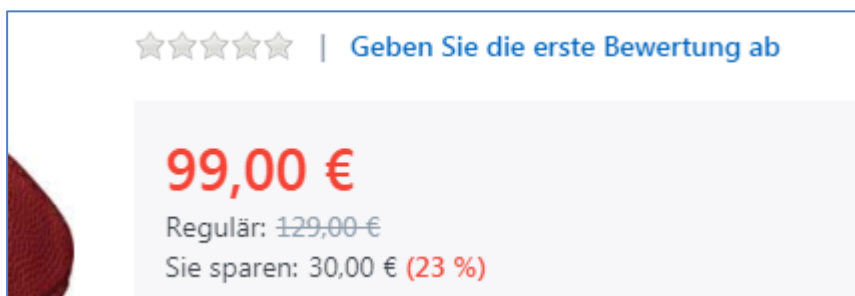 | Geben Sie die erste Bewertung ab
99,00 €
Regulär: 129,00 €
Sie sparen: 30,00 € (23 %)